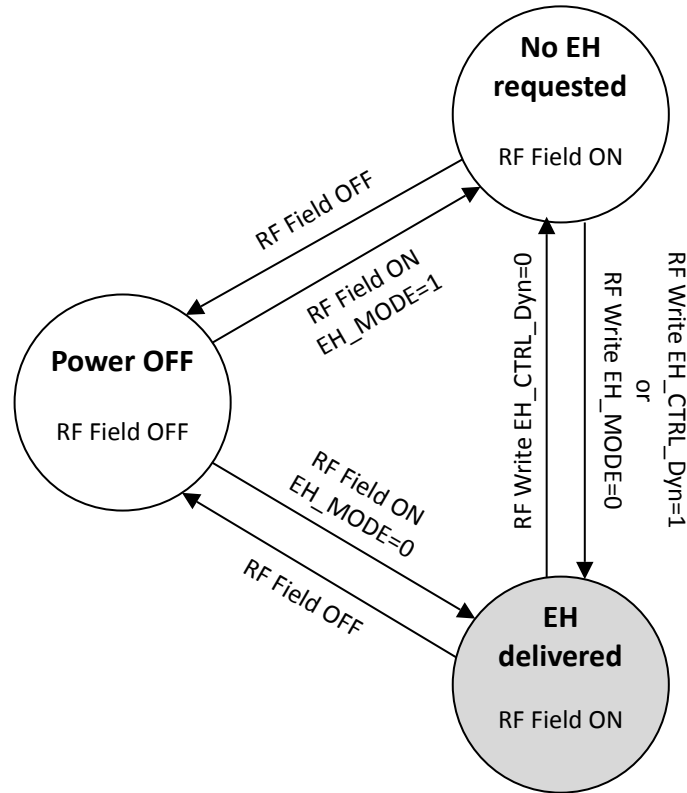 No EH
requested
RF Field ON
RF Field OFF
RF Field ON
EH_MODE=1
Power OFF
RF Field OFF
RF Write EH_CTRL_Dyn=0
RF Write EH_CTRL_Dyn=1
or
RF Write EH_MODE=0
RF Field ON
EH_MODE=0
RF Field OFF
EH
delivered
RF Field ON